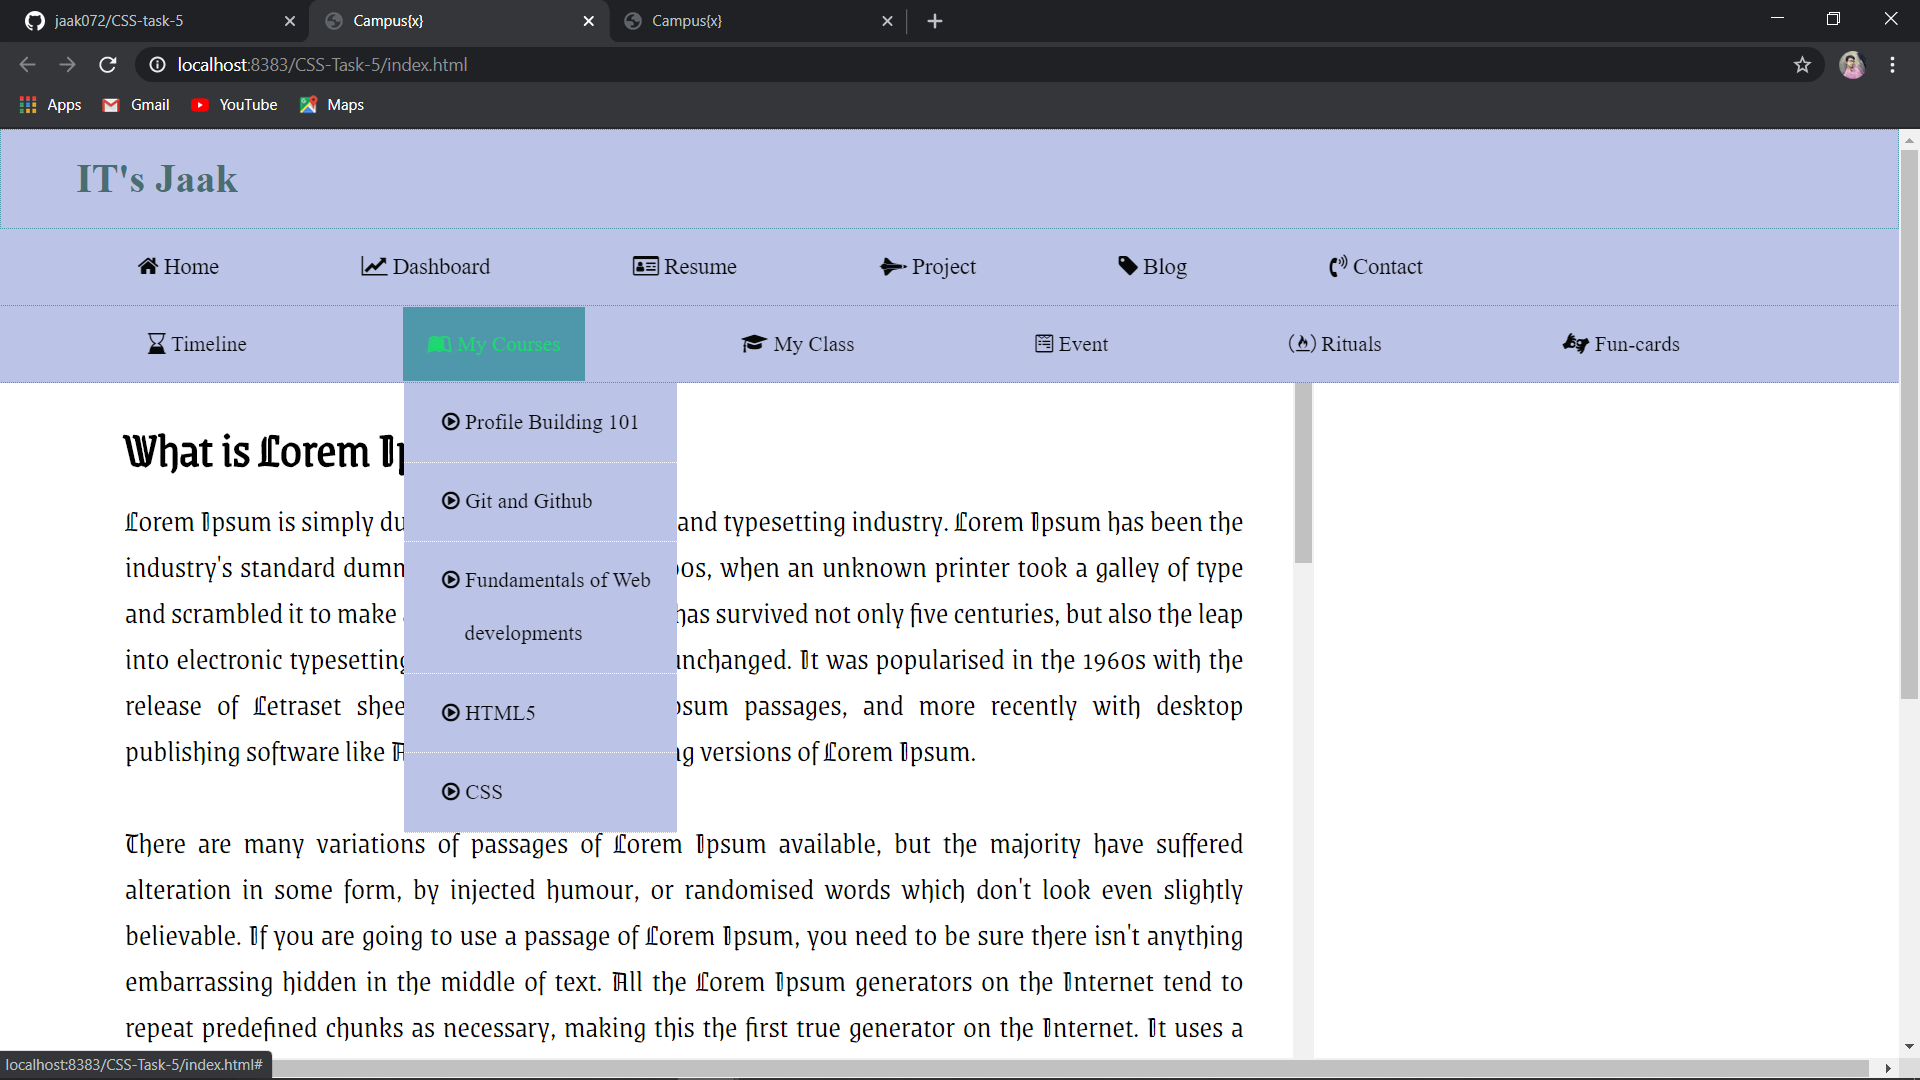 jaak072/CSS-task-5
Campus{x}
Campus{x}
localhost:8383/CSS-Task-5/index.html
Apps Gmail YouTube Maps
IT's Jaak
Home Dashboard Resume Project Blog Contact
Timeline My Courses My Class Event Rituals Fun-cards
Profile Building 101
Git and Github
Fundamentals of Web
developments
HTML5
CSS
What is Lorem
Lorem Ipsum is simply and typesetting industry. Lorem Ipsum has been the
industry's standard when an unknown printer took a galley of type
and scrambled it to make has survived not only five centuries, but also the leap
into electronic typesetting unchanged. It was popularised in the 1960s with the
release of Letraset passages, and more recently with desktop
publishing software like versions of Lorem Ipsum.
There are many variations of passages of Lorem Ipsum available, but the majority have suffered
alteration in some form, by injected humour, or randomised words which don't look even slightly
believable. If you are going to use a passage of Lorem Ipsum, you need to be sure there isn't anything
embarrassing hidden in the middle of text. All the Lorem Ipsum generators on the Internet tend to
repeat predefined chunks as necessary, making this the first true generator on the Internet. It uses a
localhost:8383/CSS-Task-5/index.html#